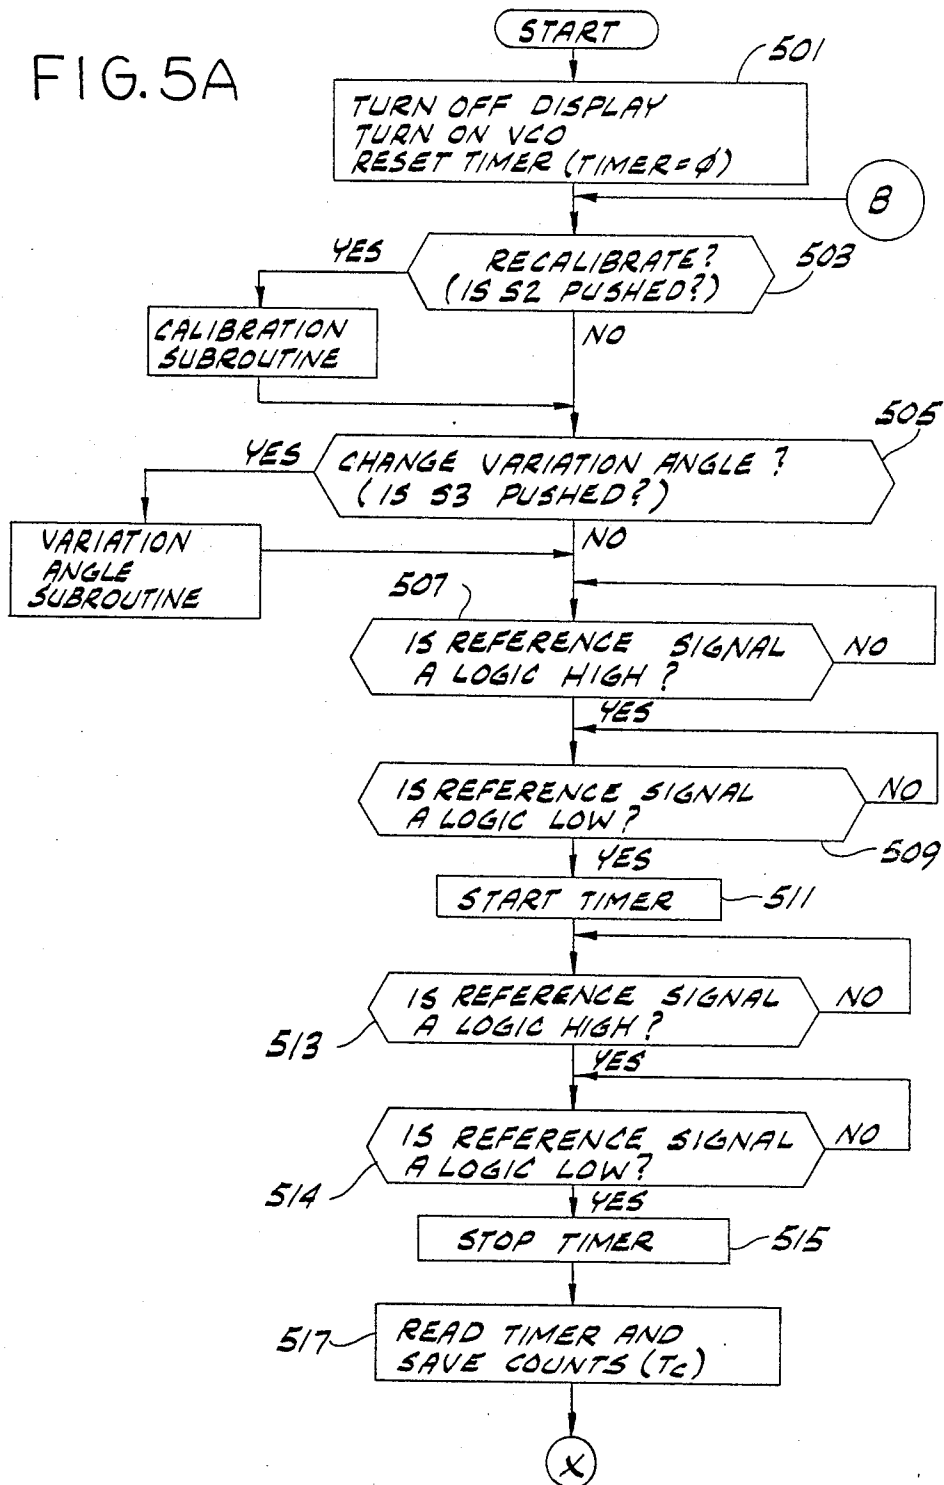 FIG. 5A
START
501
TURN OFF DISPLAY
TURN ON VCO
RESET TIMER (TIMER=φ)
B
YES
RECALIBRATE?
(IS S2 PUSHED?)
503
NO
CALIBRATION
SUBROUTINE
505
YES
CHANGE VARIATION ANGLE?
(IS S3 PUSHED?)
NO
VARIATION
ANGLE
SUBROUTINE
507
IS REFERENCE SIGNAL
A LOGIC HIGH?
NO
YES
IS REFERENCE SIGNAL
A LOGIC LOW?
NO
509
YES
START TIMER
511
IS REFERENCE SIGNAL
A LOGIC HIGH?
NO
513
YES
IS REFERENCE SIGNAL
A LOGIC LOW?
NO
514
YES
STOP TIMER
515
517
READ TIMER AND
SAVE COUNTS (Tc)
X